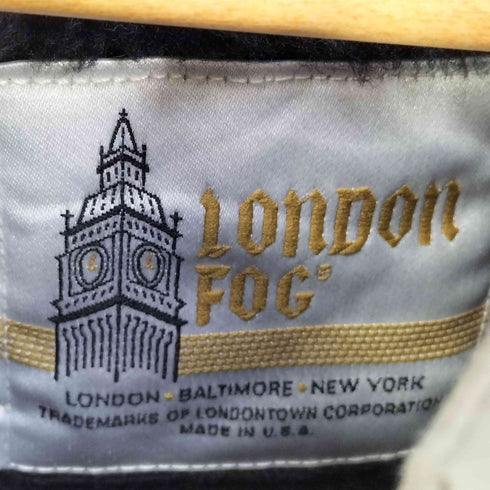 LONDON
FOG®
LONDON • BALTIMORE • NEW YORK
TRADEMARKS OF LONDONTOWN CORPORATION
MADE IN U.S.A.